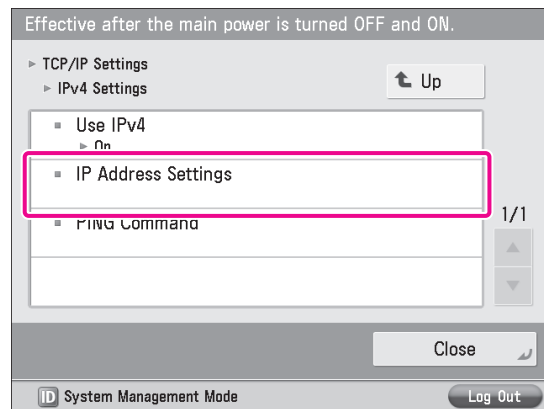 Effective after the main power is turned OFF and ON.
TCP/IP Settings
IPv4 Settings
Up
Use IPv4
On
IP Address Settings
PING Command
1/1
Close
ID System Management Mode
Log Out